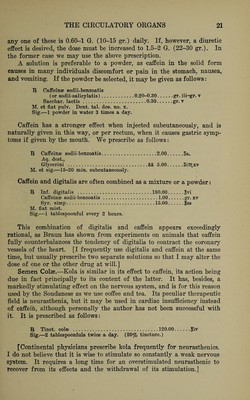 THE CIRCULATORY ORGANS 21
any one of these is 0.60–1 G. (10–15 gr.) daily. If, however, a diuretic
effect is desired, the dose must be increased to 1.5–2 G. (22–30 gr.). In
the former case we may use the above prescription.
A solution is preferable to a powder, as caffein in the solid form
causes in many individuals discomfort or pain in the stomach, nausea,
and vomiting. If the powder be selected, it may be given as follows:
℞ Caffeinæ sodii-benzoatis
(or sodii-salicylatis)..........0.20–0.30......gr. iii–gr. v
Sacchar. lactis..........0.30......gr. v
M. et fiat pulv. Dent. tal. dos. no. x.
Sig.—1 powder in water 3 times a day.
Caffein has a stronger effect when injected subcutaneously, and is
naturally given in this way, or per rectum, when it causes gastric symp-
toms if given by the mouth. We prescribe as follows:
℞ Caffeinæ sodii-benzoatis..........2.00.....ʒs.
Aq. dest.,
Glycerini..........āā 5.00.....
M. et sig.—15–20 min. subcutaneously.
Caffein and digitalis are often combined as a mixture or a powder:
℞ Inf. digitalis..........180.00.....℥vi
Caffeinæ sodii-benzoatis..........1.00.....gr. xv
Syr. simp...........15.00.....℥ss
M. fiat mist.
Sig.—1 tablespoonful every 2 hours.
This combination of digitalis and caffein appears exceedingly
rational, as Braun has shown from experiments on animals that caffein
fully counterbalances the tendency of digitalis to contract the coronary
vessels of the heart. [I frequently use digitalis and caffein at the same
time, but usually prescribe two separate solutions so that I may alter the
dose of one or the other drug at will.]
Semen Colæ.—Kola is similar in its effect to caffein, its action being
due in fact principally to its content of the latter. It has, besides, a
markedly stimulating effect on the nervous system, and is for this reason
used by the Soudanese as we use coffee and tea. Its peculiar therapeutic
field is neurasthenia, but it may be used in cardiac insufficiency instead
of caffein, although personally the author has not been successful with
it. It is prescribed as follows:
℞ Tinct. colæ..........120.00.....℥iv
Sig.—2 tablespoonfuls twice a day. (20% tincture.)
[Continental physicians prescribe kola frequently for neurasthenics.
I do not believe that it is wise to stimulate so constantly a weak nervous
system. It requires a long time for an overstimulated neurasthenic to
recover from its effects and the withdrawal of its stimulation.]